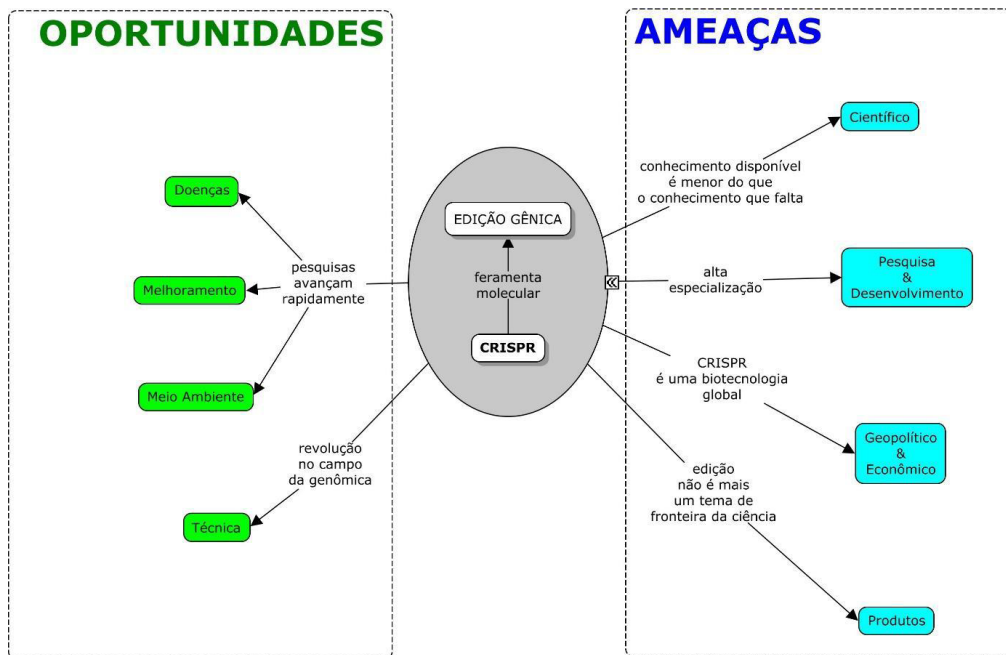 OPORTUNIDADES
Doenças
Melhoramento
Meio Ambiente
Técnica
pesquisas
avançam
rapidamente
revolução
no campo
da genômica
EDIÇÃO GÊNICA
feramenta
molecular
CRISPR
AMEAÇAS
conhecimento disponível
é menor do que
o conhecimento que falta
Científico
alta
especialização
Pesquisa
&
Desenvolvimento
CRISPR
é uma biotecnologia
global
Geopolítico
&
Econômico
edição
não é mais
um tema de
fronteira da ciência
Produtos